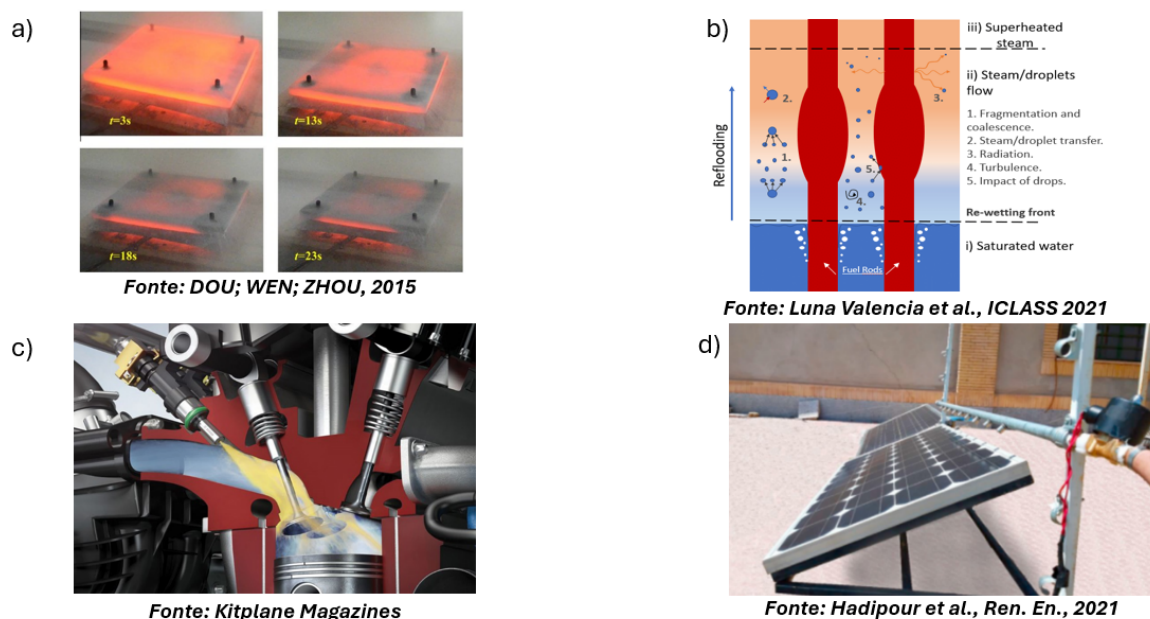 a)
t=3s
t=13s
t=18s
t=23s
Fonte: DOU; WEN; ZHOU, 2015
b)
Reflooding
2.
1.
3.
5.
4.
Fuel Rods
iii) Superheated
steam
ii) Steam/droplets
flow
1. Fragmentation and
coalescence.
2. Steam/droplet transfer.
3. Radiation.
4. Turbulence.
5. Impact of drops.
Re-wetting front
i) Saturated water
Fonte: Luna Valencia et al., ICLASS 2021
c)
Fonte: Kitplane Magazines
d)
Fonte: Hadipour et al., Ren. En., 2021